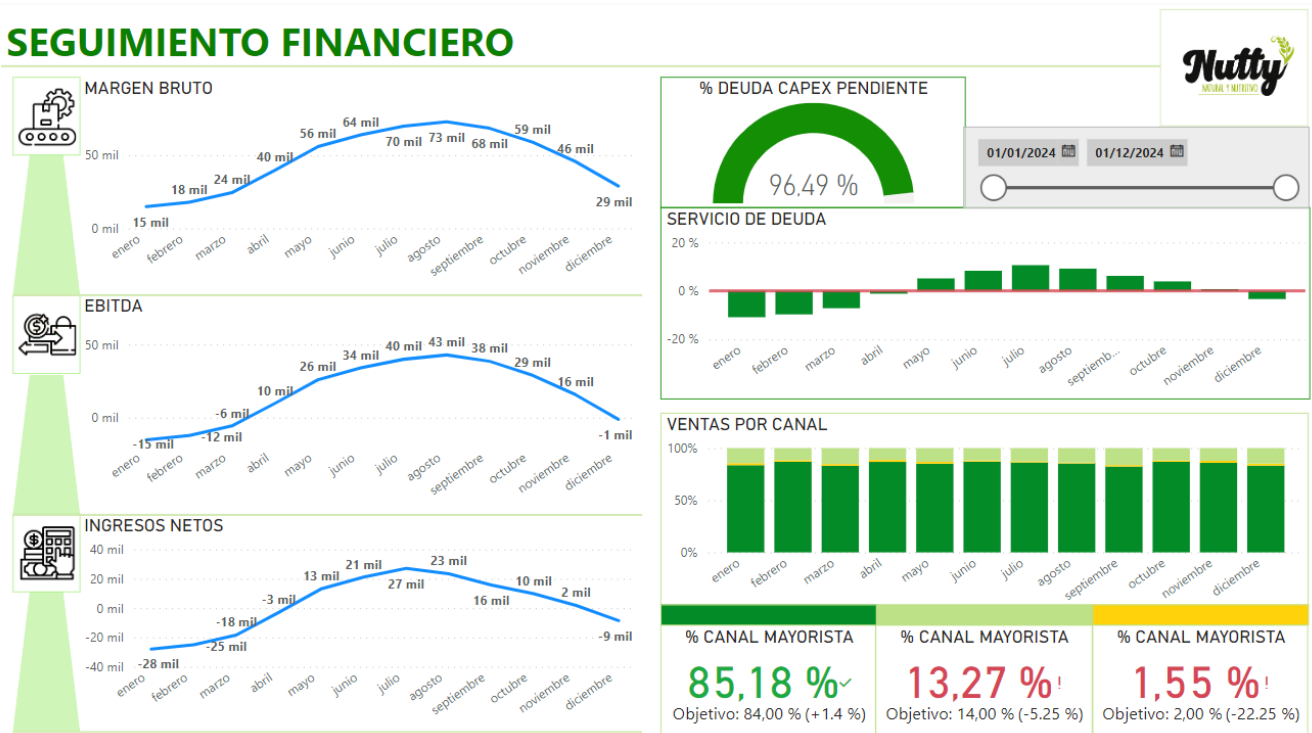 SEGUIMIENTO FINANCIERO
Nutty
NATURAL Y NUTRITIVO
MARGEN BRUTO
50 mil
0 mil
15 mil
18 mil
24 mil
40 mil
56 mil
64 mil
70 mil
73 mil
68 mil
59 mil
46 mil
29 mil
enero
febrero
marzo
abril
mayo
junio
julio
agosto
septiembre
octubre
noviembre
diciembre
EBITDA
50 mil
0 mil
-15 mil
-12 mil
-6 mil
10 mil
26 mil
34 mil
40 mil
43 mil
38 mil
29 mil
16 mil
-1 mil
enero
febrero
marzo
abril
mayo
junio
julio
agosto
septiembre
octubre
noviembre
diciembre
INGRESOS NETOS
40 mil
20 mil
0 mil
-20 mil
-40 mil
-28 mil
-25 mil
-18 mil
-3 mil
13 mil
21 mil
27 mil
23 mil
16 mil
10 mil
2 mil
-9 mil
enero
febrero
marzo
abril
mayo
junio
julio
agosto
septiembre
octubre
noviembre
diciembre
% DEUDA CAPEX PENDIENTE
96,49 %
01/01/2024
01/12/2024
SERVICIO DE DEUDA
20 %
0 %
-20 %
enero
febrero
marzo
abril
mayo
junio
julio
agosto
septiemb...
octubre
noviembre
diciembre
VENTAS POR CANAL
100%
50%
0%
enero
febrero
marzo
abril
mayo
junio
julio
agosto
septiembre
octubre
noviembre
diciembre
% CANAL MAYORISTA
85,18 %
Objetivo: 84,00 % (+1.4 %)
% CANAL MAYORISTA
13,27 % !
Objetivo: 14,00 % (-5.25 %)
% CANAL MAYORISTA
1,55 % !
Objetivo: 2,00 % (-22.25 %)